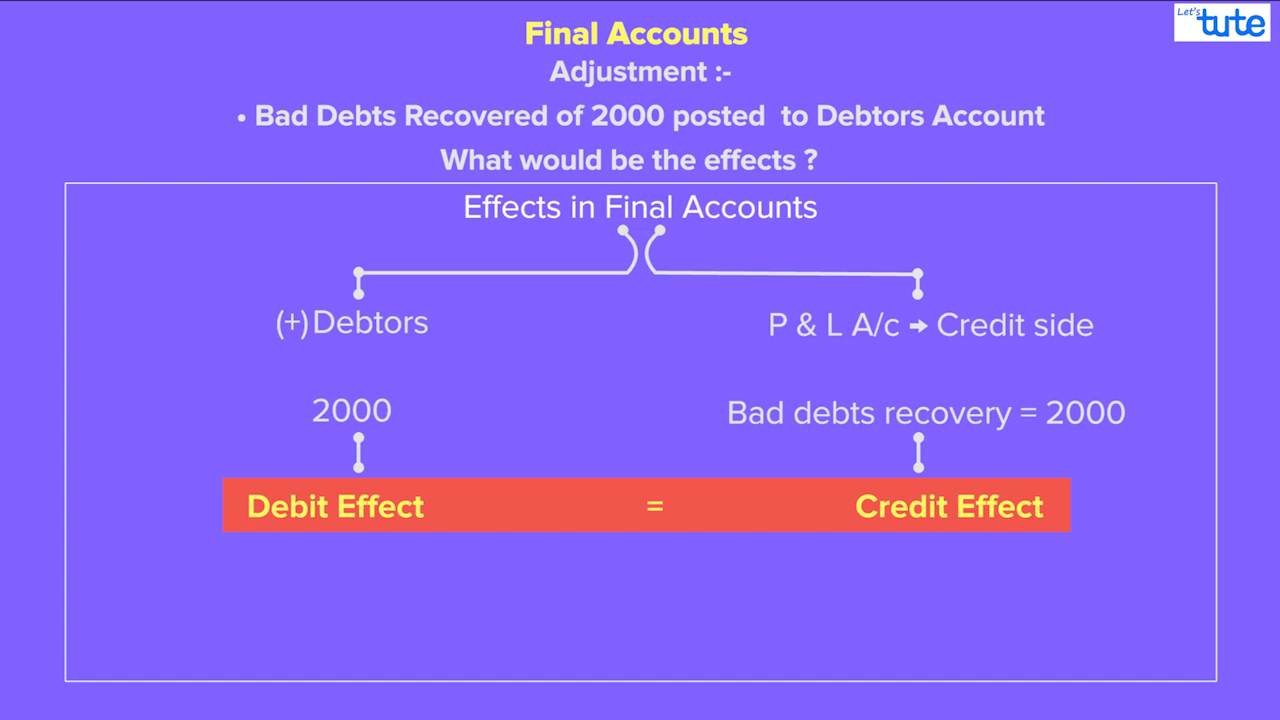 Let's
tute
Final Accounts
Adjustment :-
• Bad Debts Recovered of 2000 posted to Debtors Account
What would be the effects ?
Effects in Final Accounts
(+) Debtors
P & L A/c → Credit side
2000
Bad debts recovery = 2000
Debit Effect = Credit Effect